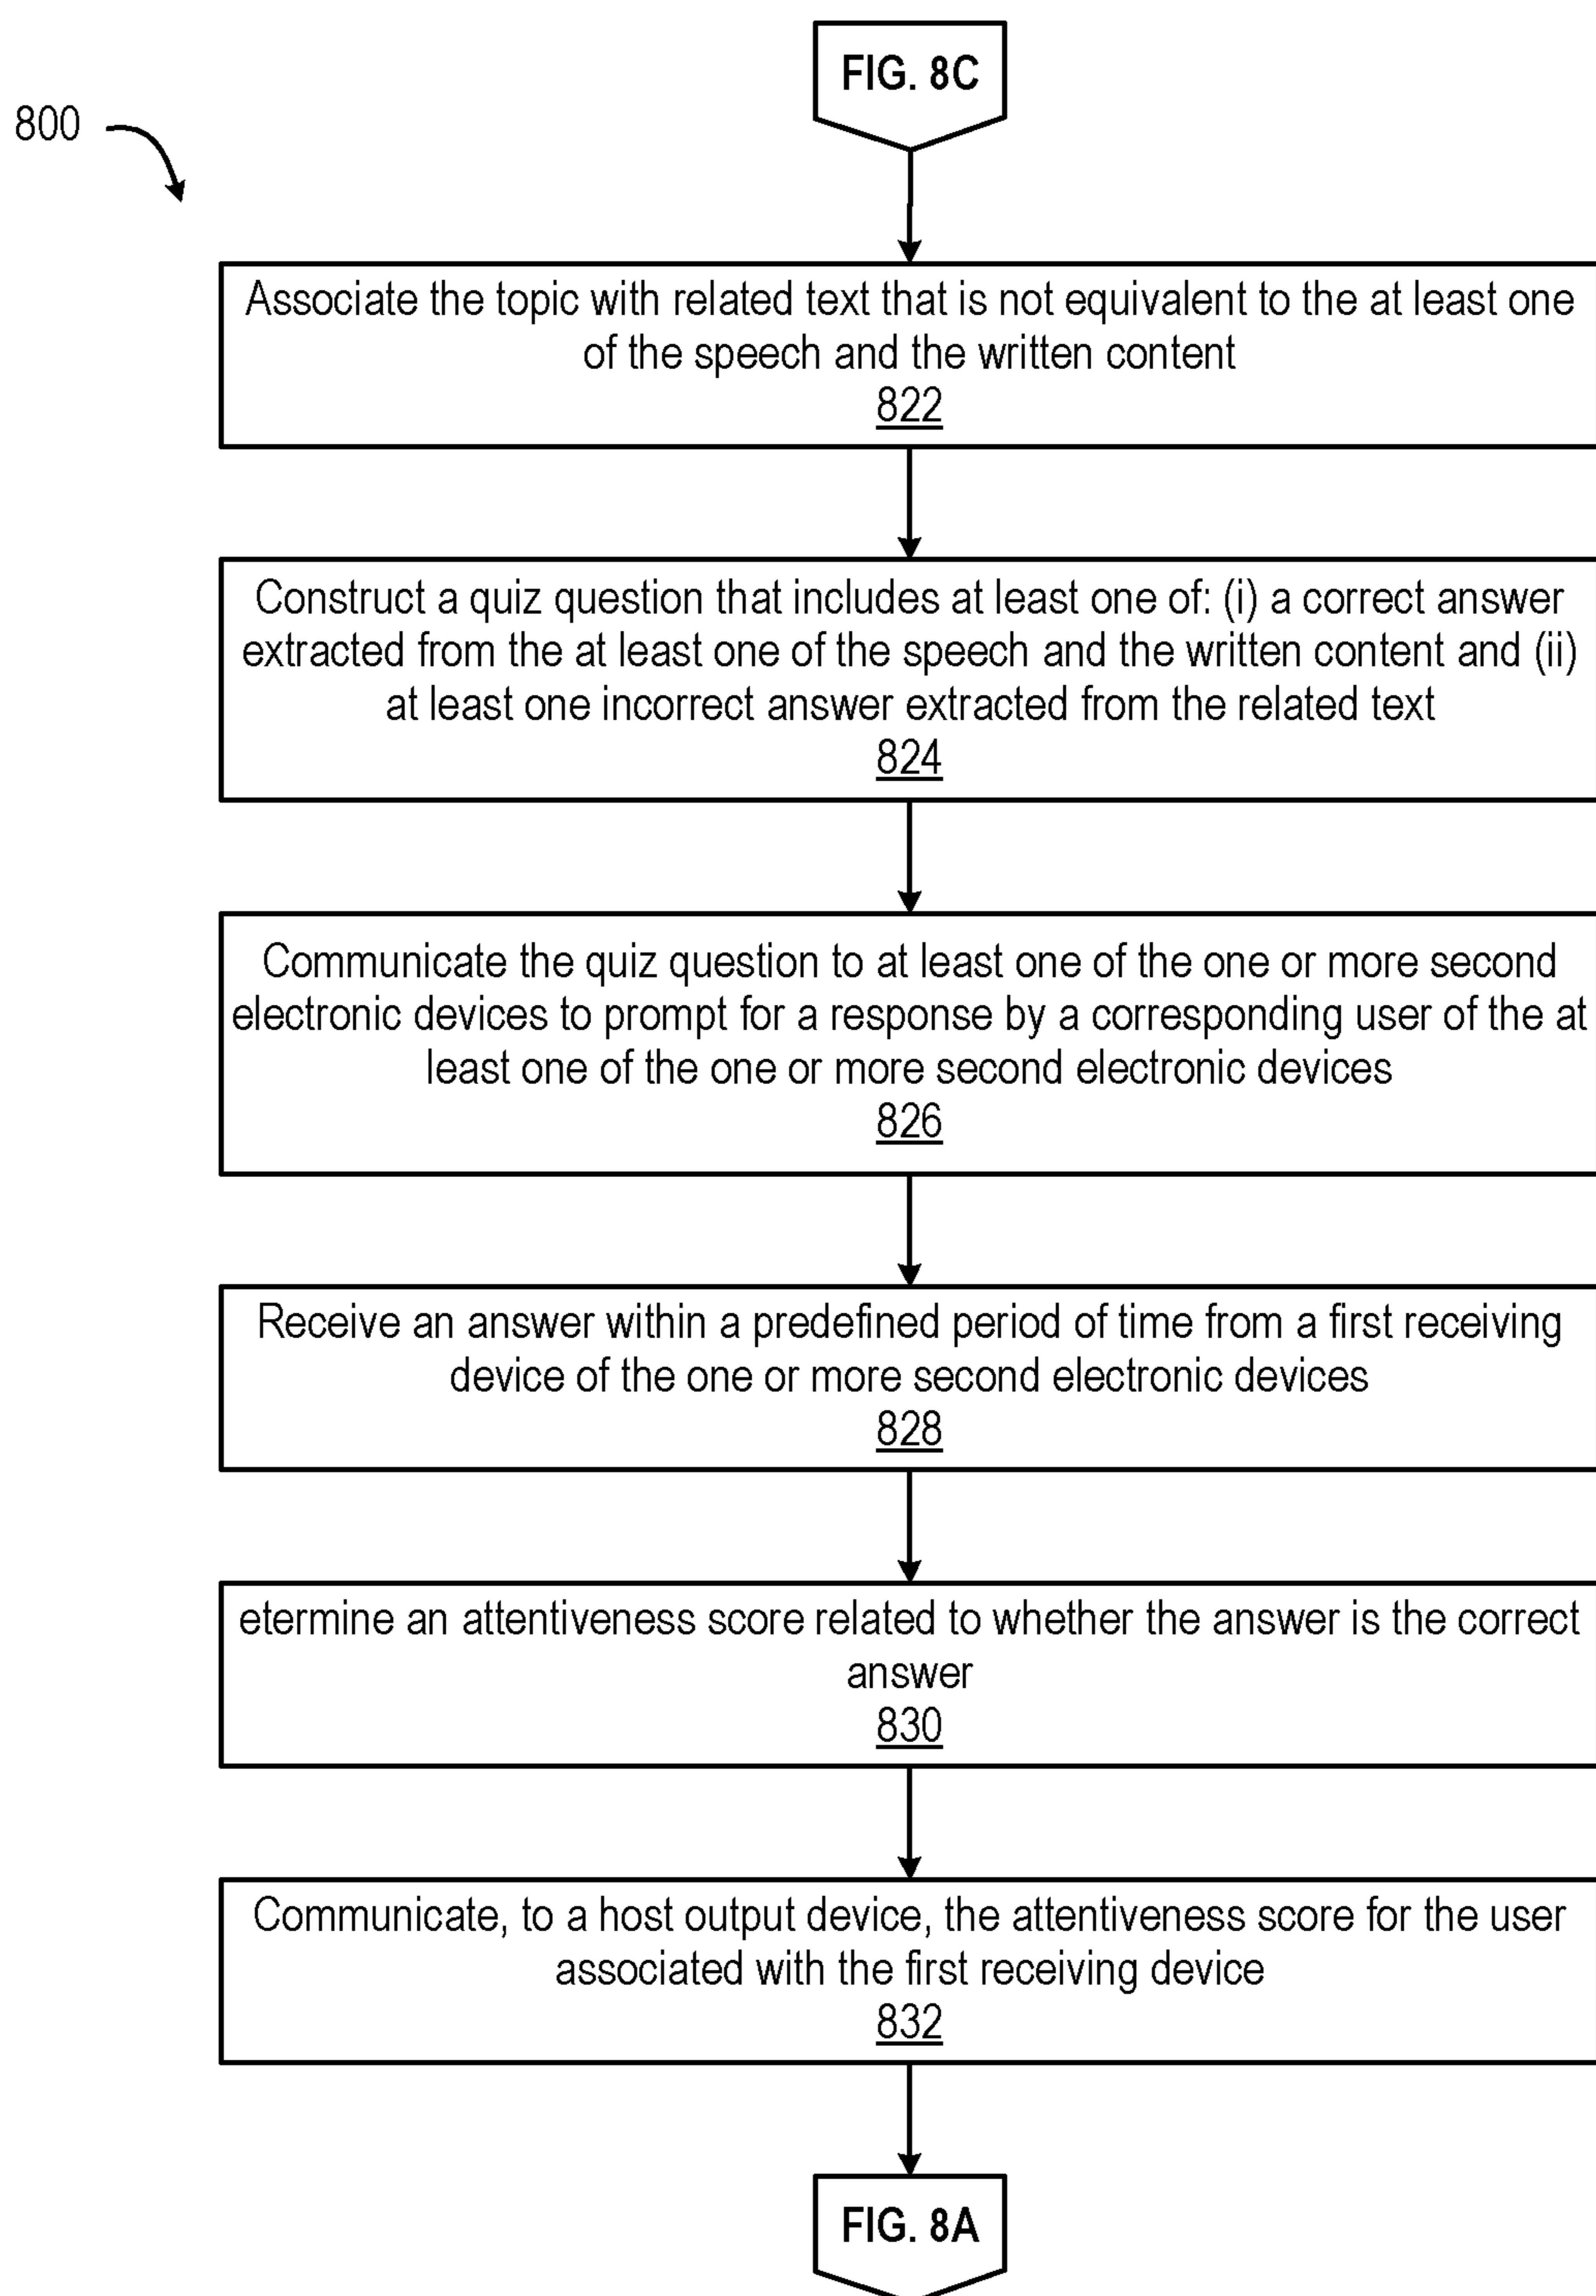 FIG. 8C
800
Associate the topic with related text that is not equivalent to the at least one
of the speech and the written content
822
Construct a quiz question that includes at least one of: (i) a correct answer
extracted from the at least one of the speech and the written content and (ii)
at least one incorrect answer extracted from the related text
824
Communicate the quiz question to at least one of the one or more second
electronic devices to prompt for a response by a corresponding user of the at
least one of the one or more second electronic devices
826
Receive an answer within a predefined period of time from a first receiving
device of the one or more second electronic devices
828
etermine an attentiveness score related to whether the answer is the correct
answer
830
Communicate, to a host output device, the attentiveness score for the user
associated with the first receiving device
832
FIG. 8A